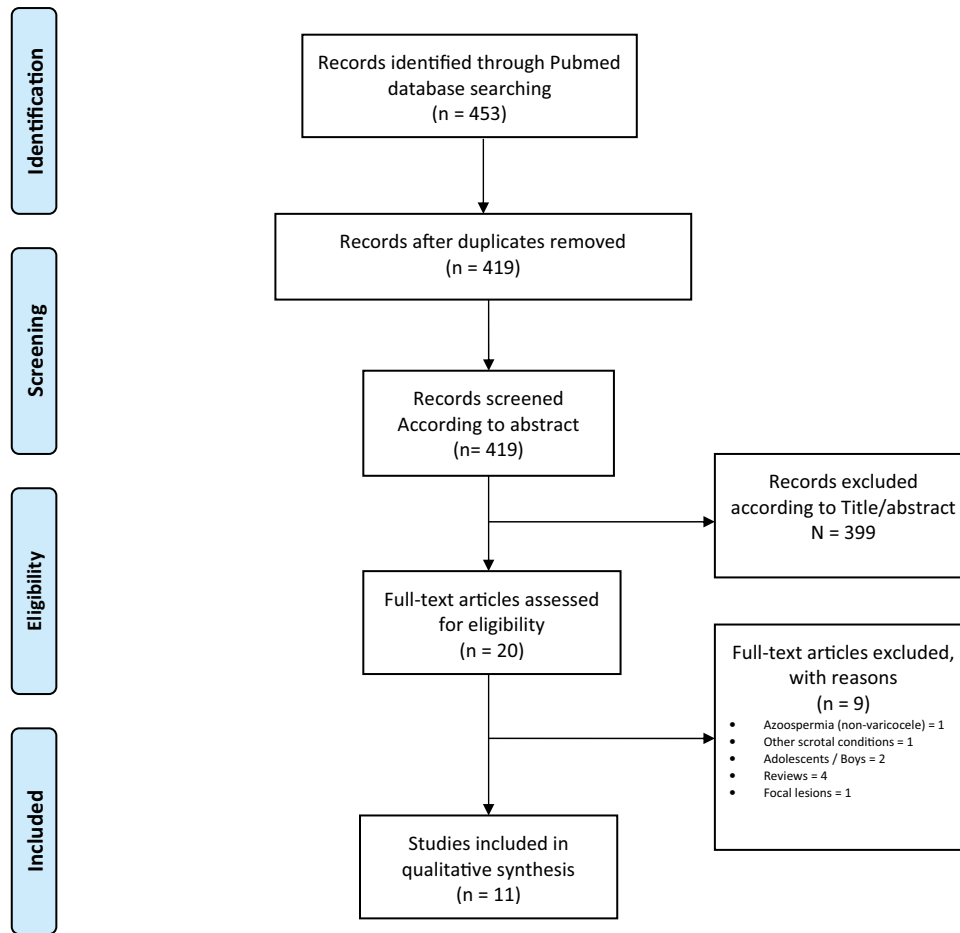 Identification
Records identified through Pubmed
database searching
(n = 453)
Records after duplicates removed
(n = 419)
Screening
Records screened
According to abstract
(n= 419)
Records excluded
according to Title/abstract
N = 399
Eligibility
Full-text articles assessed
for eligibility
(n = 20)
Full-text articles excluded,
with reasons
(n = 9)
• Azoospermia (non-varicocele) = 1
• Other scrotal conditions = 1
• Adolescents / Boys = 2
• Reviews = 4
• Focal lesions = 1
Included
Studies included in
qualitative synthesis
(n = 11)